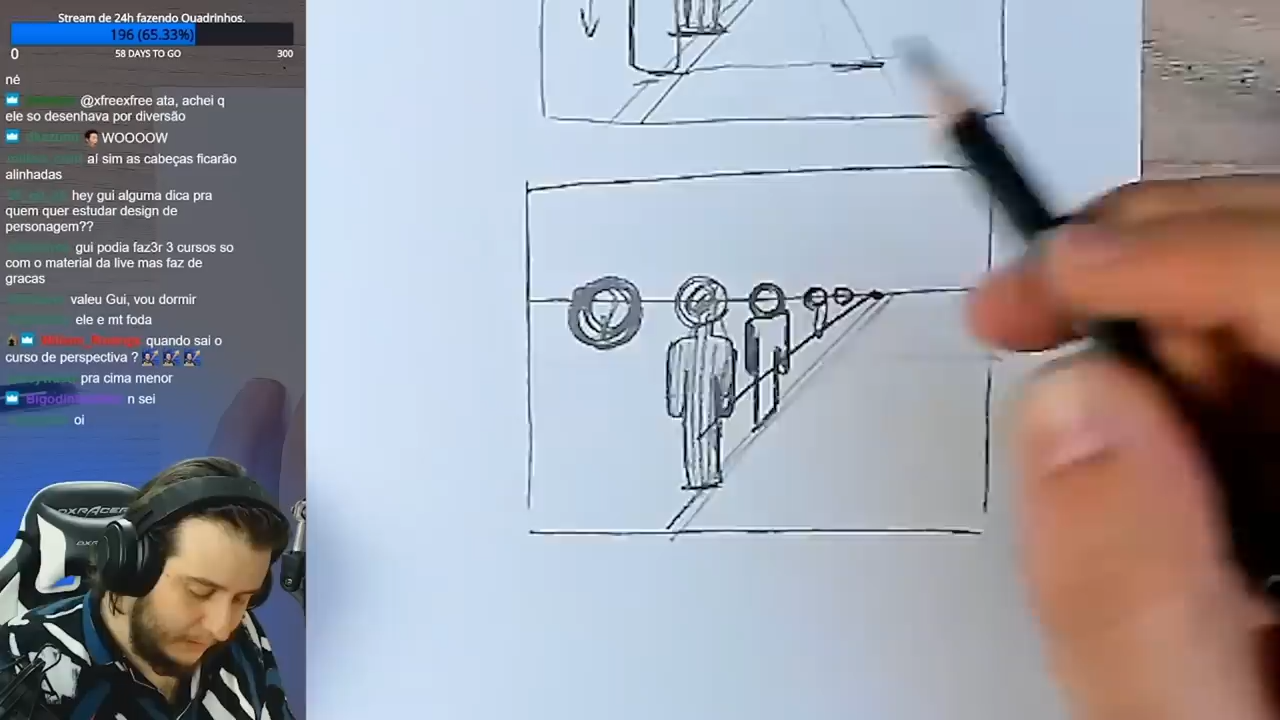 Stream de 24h fazendo Quadrinhos.
196 (65.33%)
0 58 DAYS TO GO 300
né
@xfreexfree ata, achei q
ele so desenhava por diversão
WOOOOW
al sim as cabeças ficarão
alinhadas
hey gui alguma dica pra
quem quer estudar design de
personagem??
gui podia faz3r 3 cursos so
com o material da live mas faz de
gracas
valeu Gui, vou dormir
ele e mt foda
quando sai o
curso de perspectiva ?
pra cima menor
n sei
oi